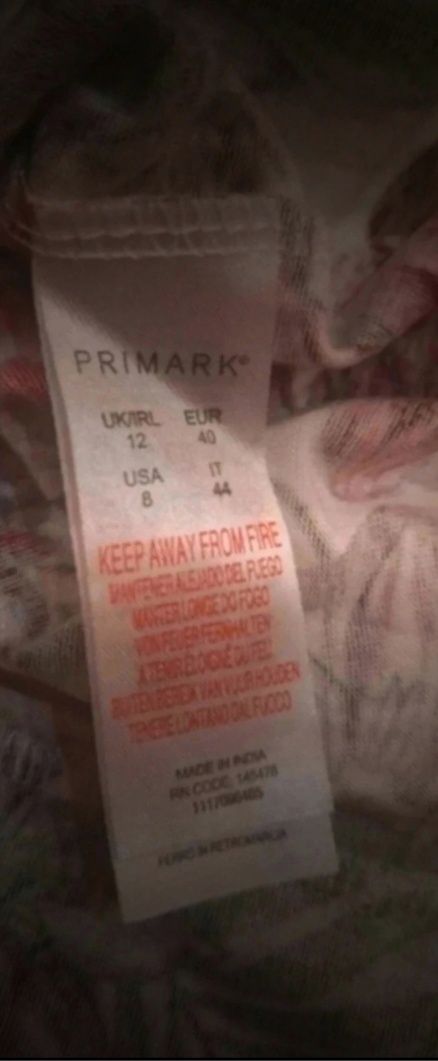 PRIMARK®
UK/IRL EUR
12 40
USA IT
8 44
KEEP AWAY FROM FIRE
MANTENER ALEJADO DEL FUEGO
MANTER LONGE DO FOGO
VON FEUER FERNHALTEN
À TENIR ÉLOIGNÉ DU FEU
BUITEN BEREIK VAN VUUR HOUDEN
TENERE LONTANO DAL FUOCO
MADE IN INDIA
RN CODE: